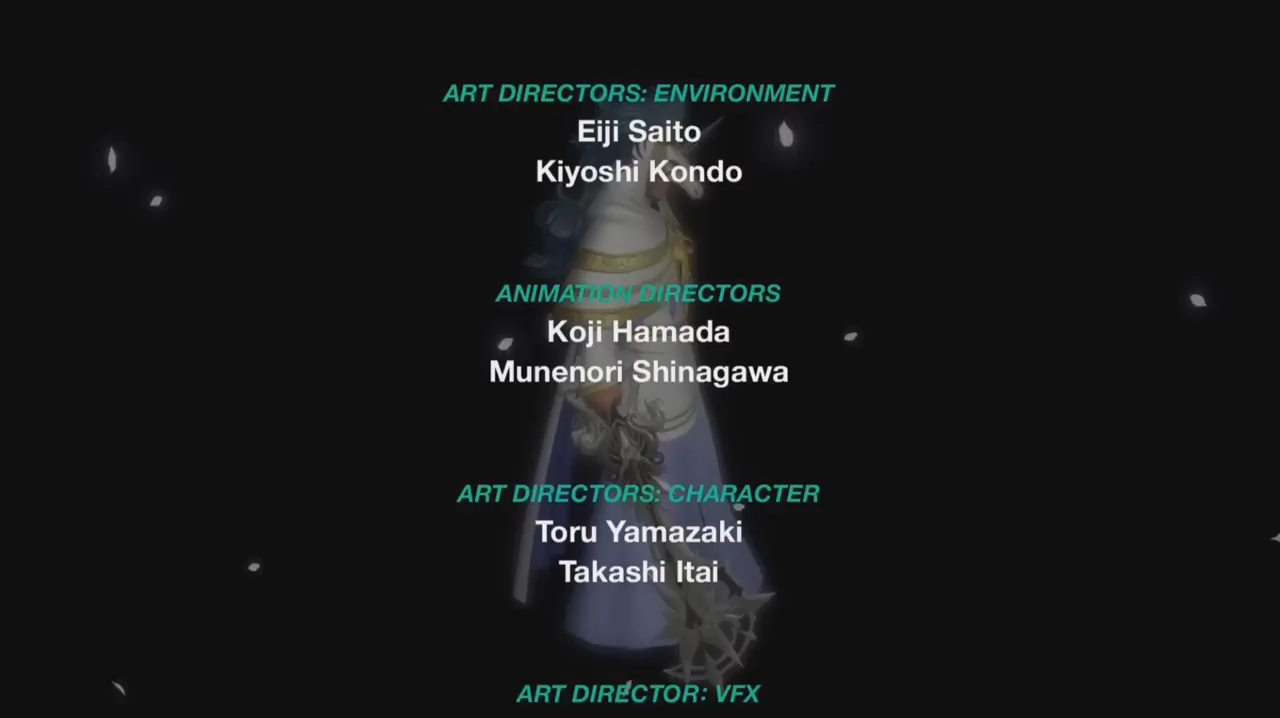 ART DIRECTORS: ENVIRONMENT
Eiji Saito
Kiyoshi Kondo
ANIMATION DIRECTORS
Koji Hamada
Munenori Shinagawa
ART DIRECTORS: CHARACTER
Toru Yamazaki
Takashi Itai
ART DIRECTOR: VFX